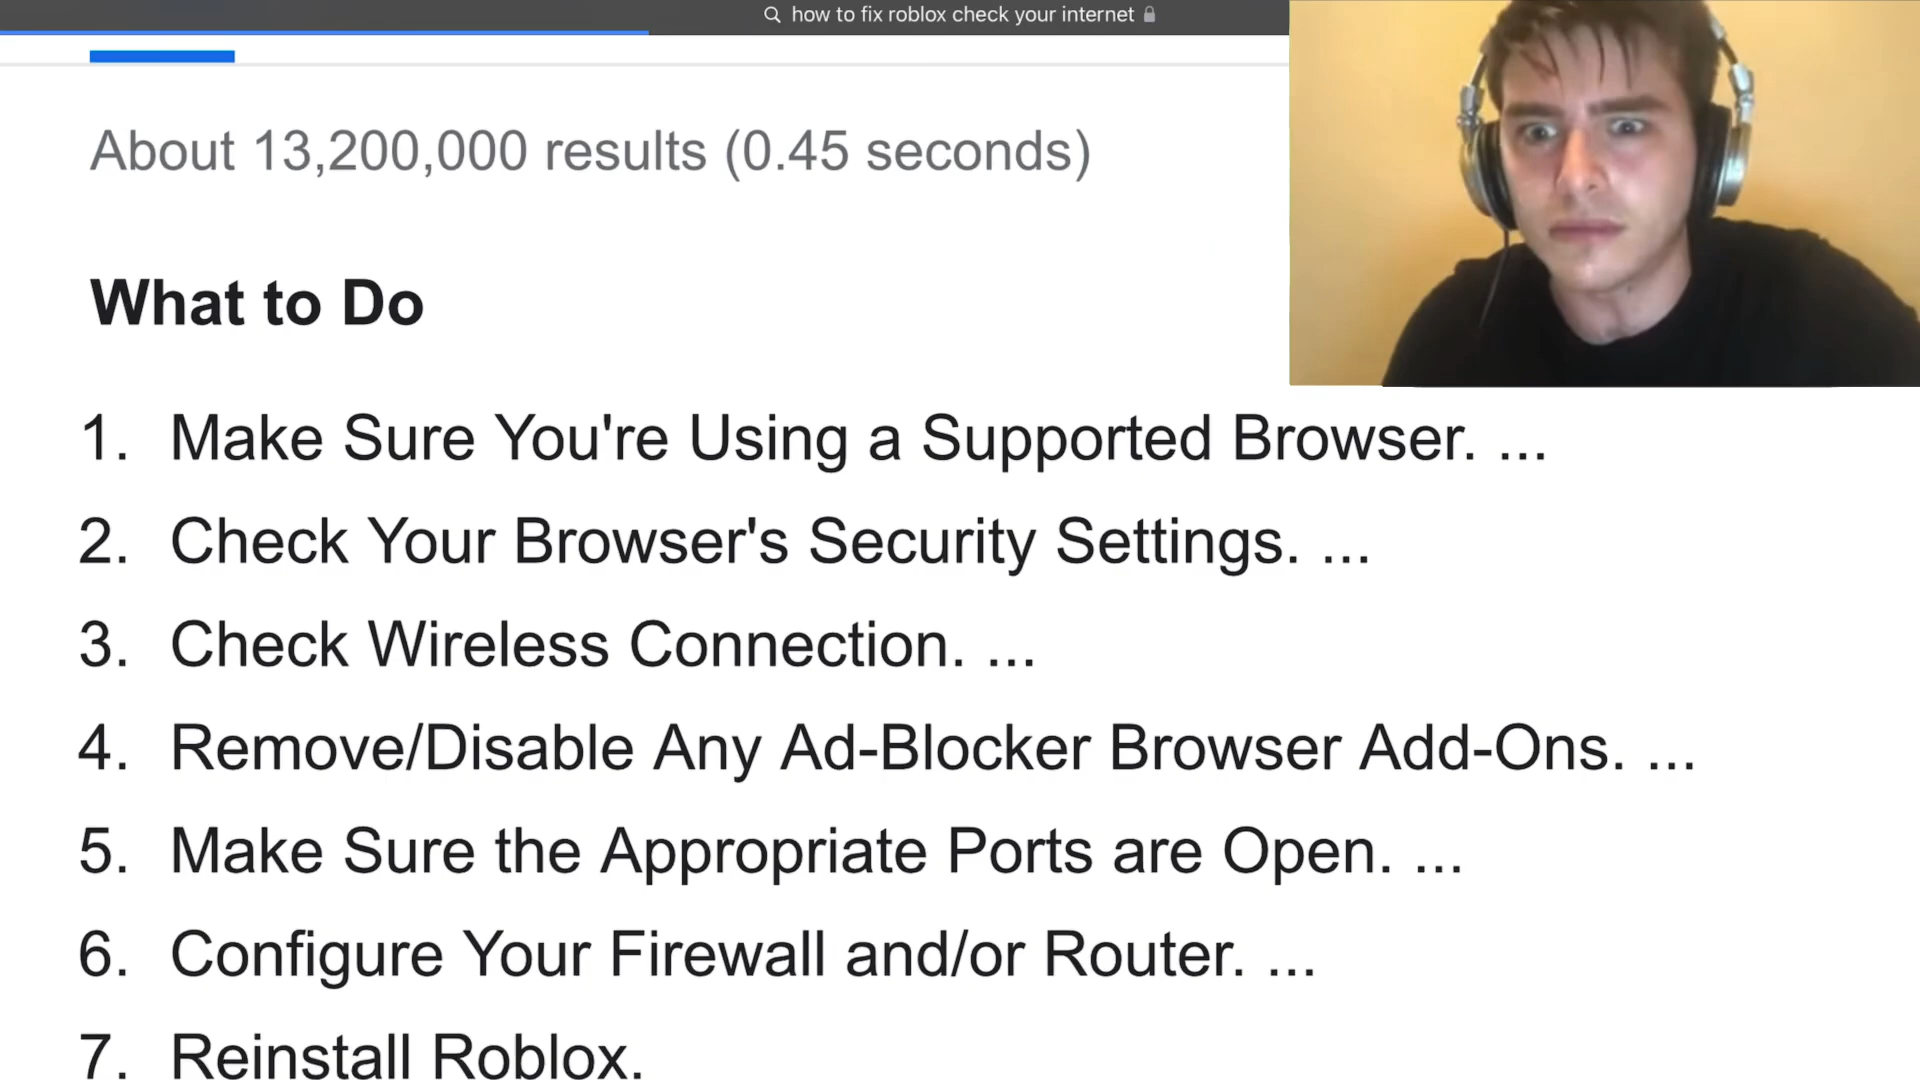 how to fix roblox check your internet
About 13,200,000 results (0.45 seconds)
What to Do
1. Make Sure You're Using a Supported Browser. ...
2. Check Your Browser's Security Settings. ...
3. Check Wireless Connection. ...
4. Remove/Disable Any Ad-Blocker Browser Add-Ons. ...
5. Make Sure the Appropriate Ports are Open. ...
6. Configure Your Firewall and/or Router. ...
7. Reinstall Roblox.